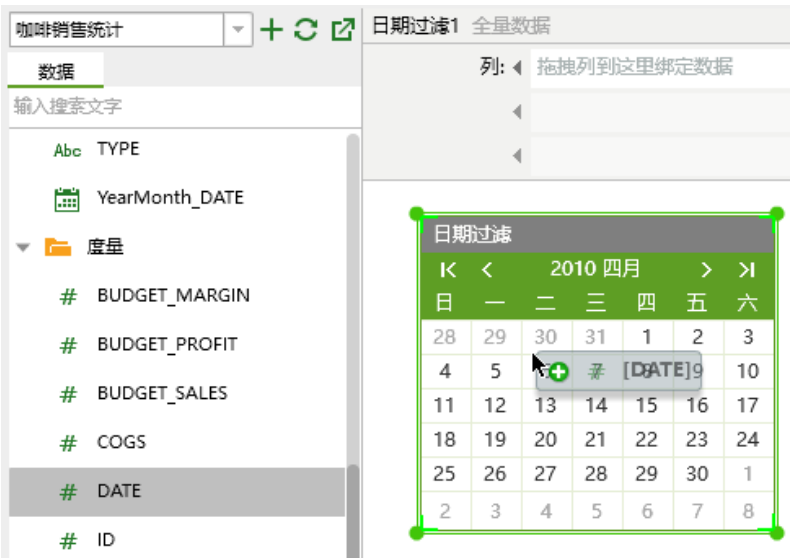 咖啡销售统计
数据
输入搜索文字
Abc TYPE
YearMonth_DATE
度量
# BUDGET_MARGIN
# BUDGET_PROFIT
# BUDGET_SALES
# COGS
# DATE
# ID
日期过滤1 全量数据
列: 拖拽列到这里绑定数据
日期过滤
2010 四月
日 一 二 三 四 五 六
28 29 30 31 1 2 3
4 5 6 7 8 9 10
# [DATE]
11 12 13 14 15 16 17
18 19 20 21 22 23 24
25 26 27 28 29 30 1
2 3 4 5 6 7 8